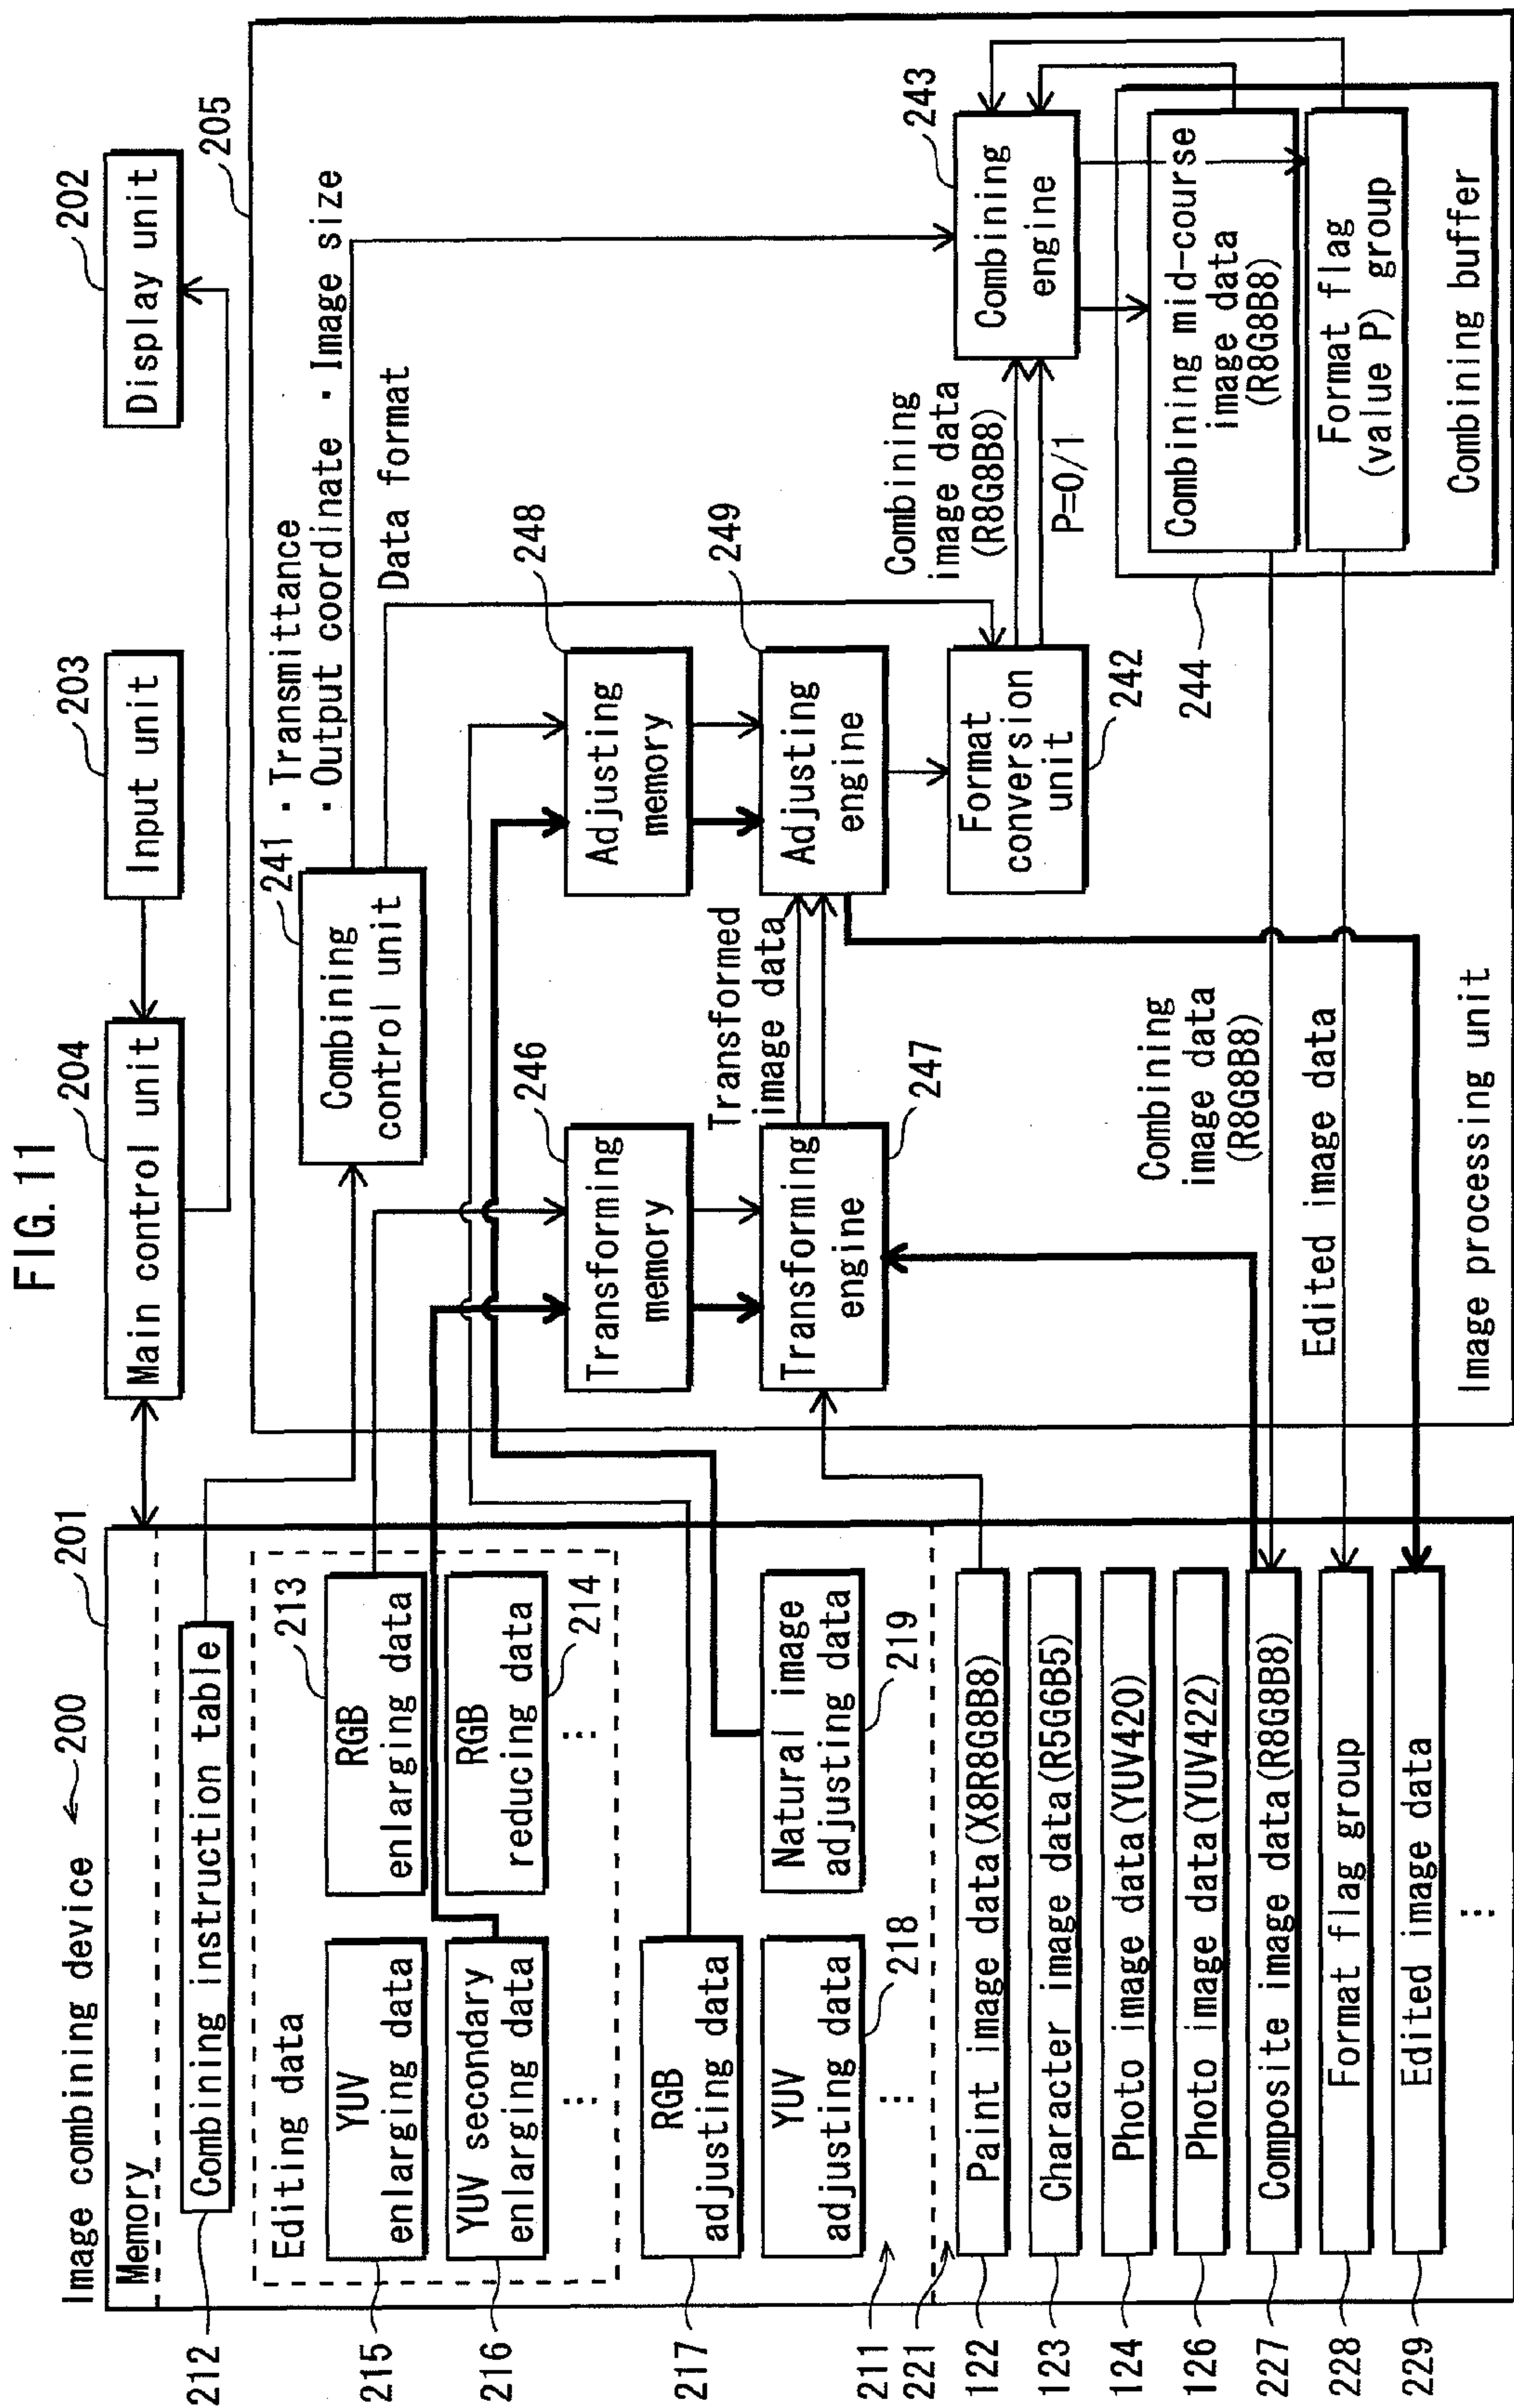 FIG. 11
Image combining device
200
201
Memory
212
Combining instruction table
Editing data
215
YUV
enlarging data
213
RGB
enlarging data
216
YUV secondary
enlarging data
214
RGB
reducing data
217
RGB
adjusting data
218
YUV
adjusting data
219
Natural image
adjusting data
211
221
122
Paint image data(X8R8G8B8)
123
Character image data(R5G6B5)
124
Photo image data(YUV420)
126
Photo image data(YUV422)
227
Composite image data(R8G8B8)
228
Format flag group
229
Edited image data
204
Main control unit
203
Input unit
202
Display unit
205
241
Combining
control unit
・Transmittance
・Output coordinate ・Image size
Data format
246
Transforming
memory
247
Transforming
engine
Transformed
image data
248
Adjusting
memory
249
Adjusting
engine
242
Format
conversion
unit
Combining
image data
(R8G8B8)
P=0/1
243
Combining
engine
244
Combining mid-course
image data
(R8G8B8)
Format flag
(value P) group
Combining buffer
Combining
image data
(R8G8B8)
Edited image data
Image processing unit